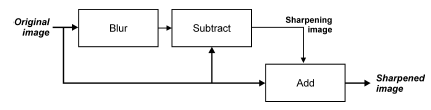 Original
image
Blur
Subtract
Sharpening
image
Add
Sharpened
image